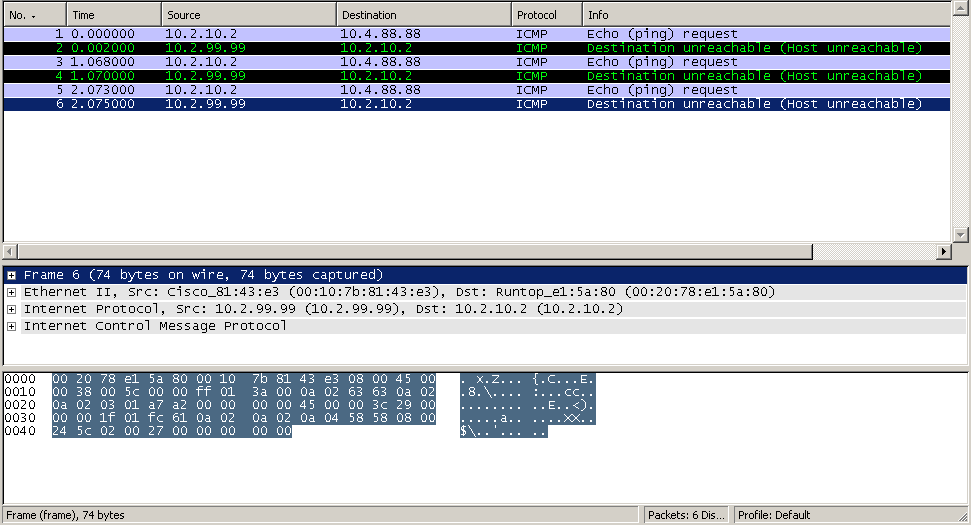 No. . Time Source Destination Protocol Info
1 0.000000 10.2.10.2 10.4.88.88 ICMP Echo (ping) request
2 0.002000 10.2.99.99 10.2.10.2 ICMP Destination unreachable (Host unreachable)
3 1.068000 10.2.10.2 10.4.88.88 ICMP Echo (ping) request
4 1.070000 10.2.99.99 10.2.10.2 ICMP Destination unreachable (Host unreachable)
5 2.073000 10.2.10.2 10.4.88.88 ICMP Echo (ping) request
6 2.075000 10.2.99.99 10.2.10.2 ICMP Destination unreachable (Host unreachable)
Frame 6 (74 bytes on wire, 74 bytes captured)
Ethernet II, Src: Cisco_81:43:e3 (00:10:7b:81:43:e3), Dst: Runtop_e1:5a:80 (00:20:78:e1:5a:80)
Internet Protocol, Src: 10.2.99.99 (10.2.99.99), Dst: 10.2.10.2 (10.2.10.2)
Internet Control Message Protocol
0000 00 20 78 e1 5a 80 00 10 7b 81 43 e3 08 00 45 00 . x.Z... {.C...E.
0010 00 38 00 5c 00 00 ff 01 3a 00 0a 02 63 63 0a 02 .8.\.... :...cc..
0020 0a 02 03 01 a7 a2 00 00 00 00 45 00 00 3c 29 00 ........ ..E..<).
0030 00 00 1f 01 fc 61 0a 02 0a 02 0a 04 58 58 08 00 .....a.. ....XX..
0040 24 5c 02 00 27 00 00 00 00 00 $\..'... ..
Frame (frame), 74 bytes Packets: 6 Dis... Profile: Default